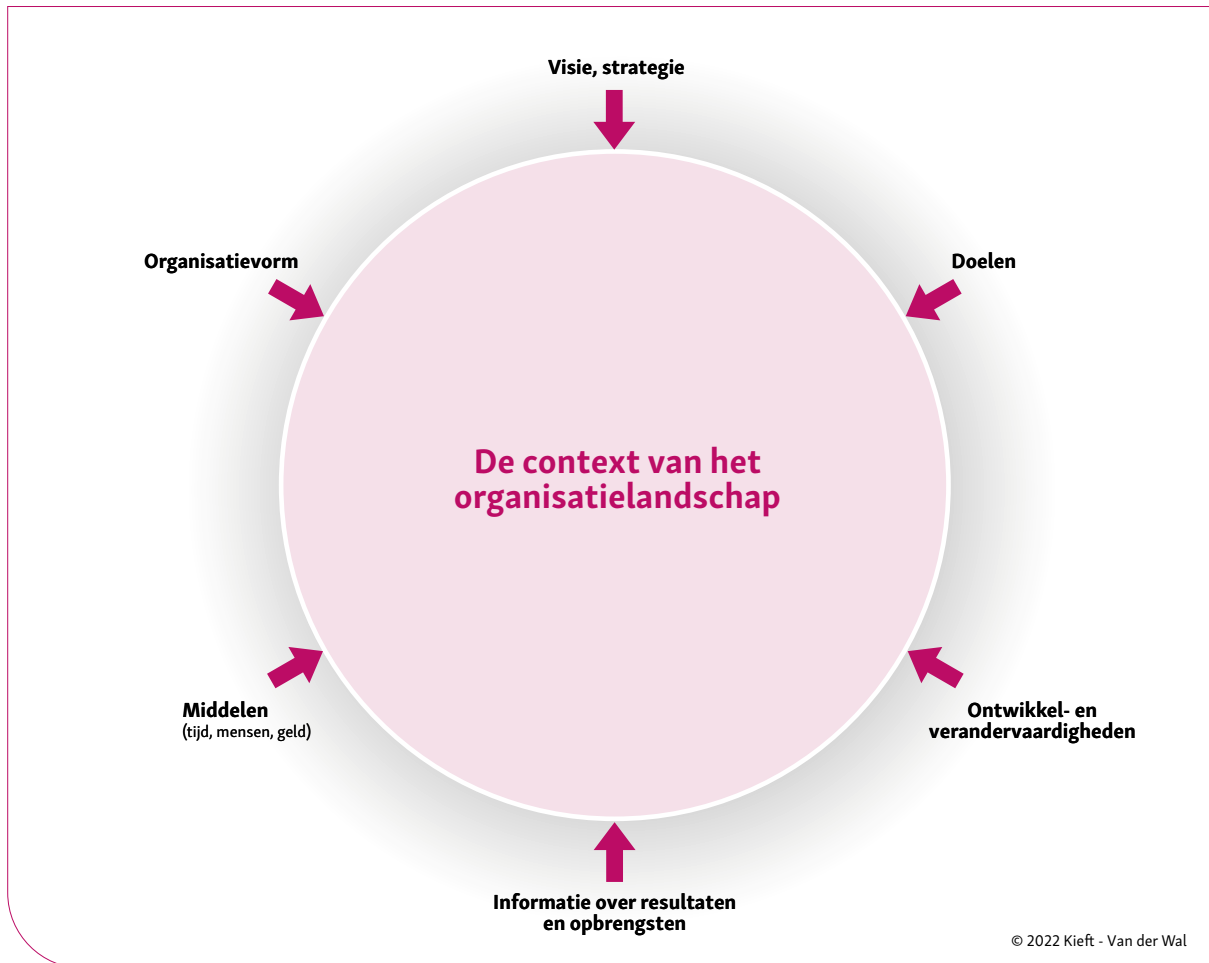 Visie, strategie
Organisatievorm
Doelen
De context van het
organisatielandschap
Middelen
(tijd, mensen, geld)
Ontwikkel- en
verandervaardigheden
Informatie over resultaten
en opbrengsten
© 2022 Kieft - Van der Wal